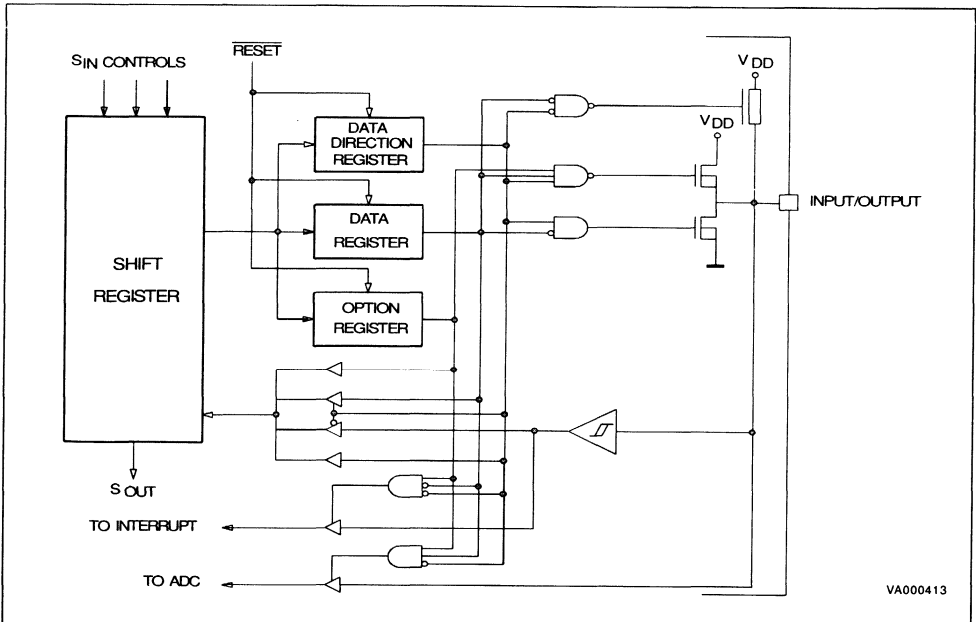 SIN CONTROLS
RESET
VDD
VDD
DATA
DIRECTION
REGISTER
DATA
REGISTER
INPUT/OUTPUT
SHIFT
REGISTER
OPTION
REGISTER
SOUT
TO INTERRUPT
TO ADC
VA000413